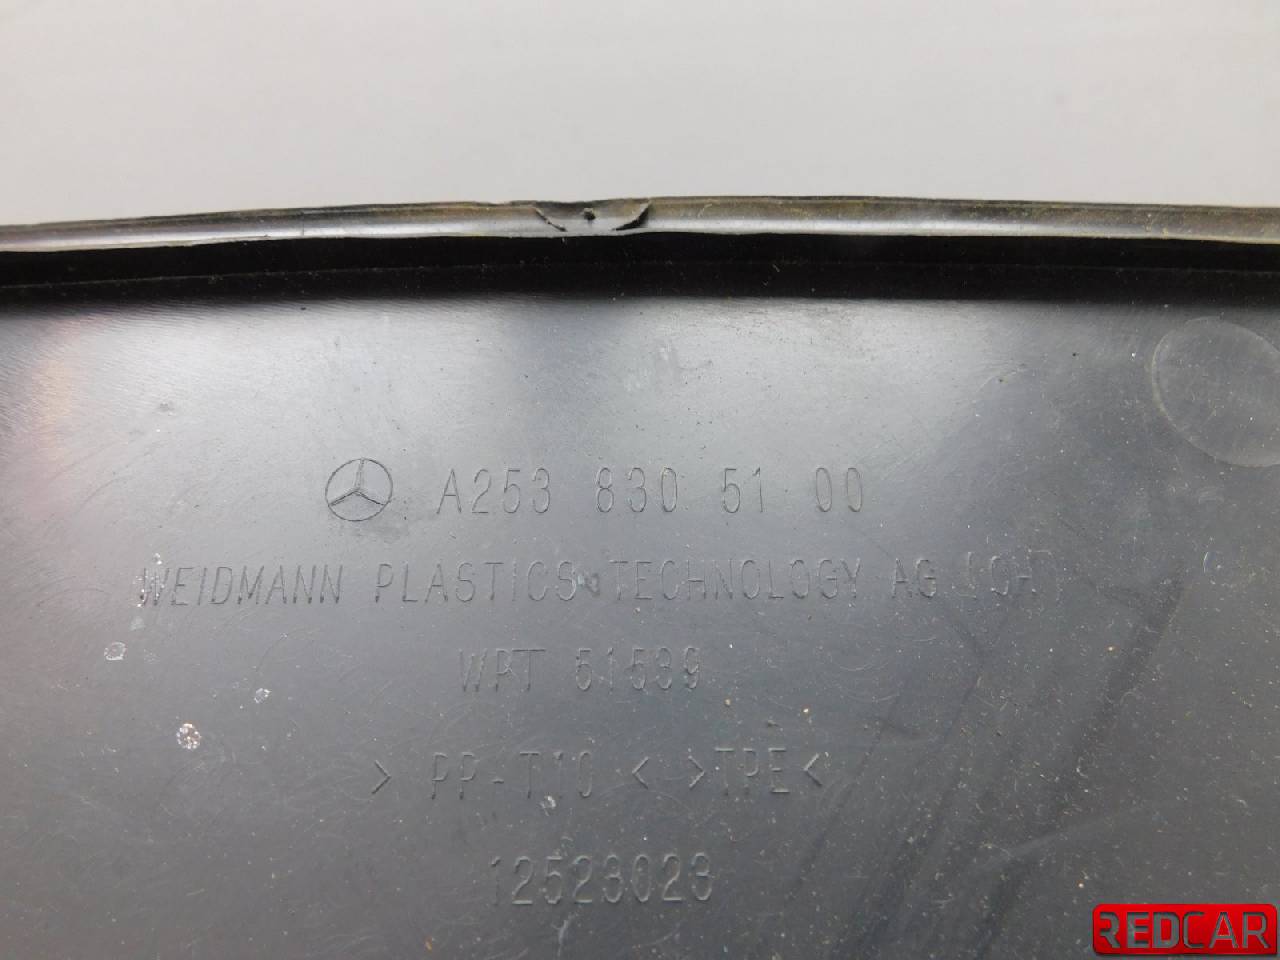 A253 830 51 00
WEIDMANN PLASTICS TECHNOLOGY AG
WPT 51539
> PP-T10 < >TPE<
12523023
REDCAR